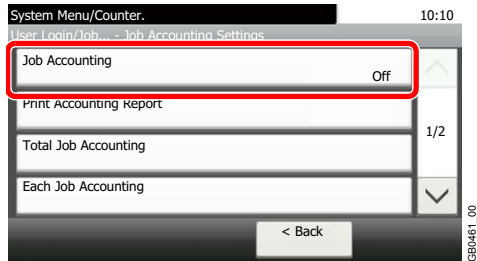 System Menu/Counter.
10:10
User Login/Job... - Job Accounting Settings
Job Accounting
Off
Print Accounting Report
1/2
Total Job Accounting
Each Job Accounting
< Back
GB0461_00